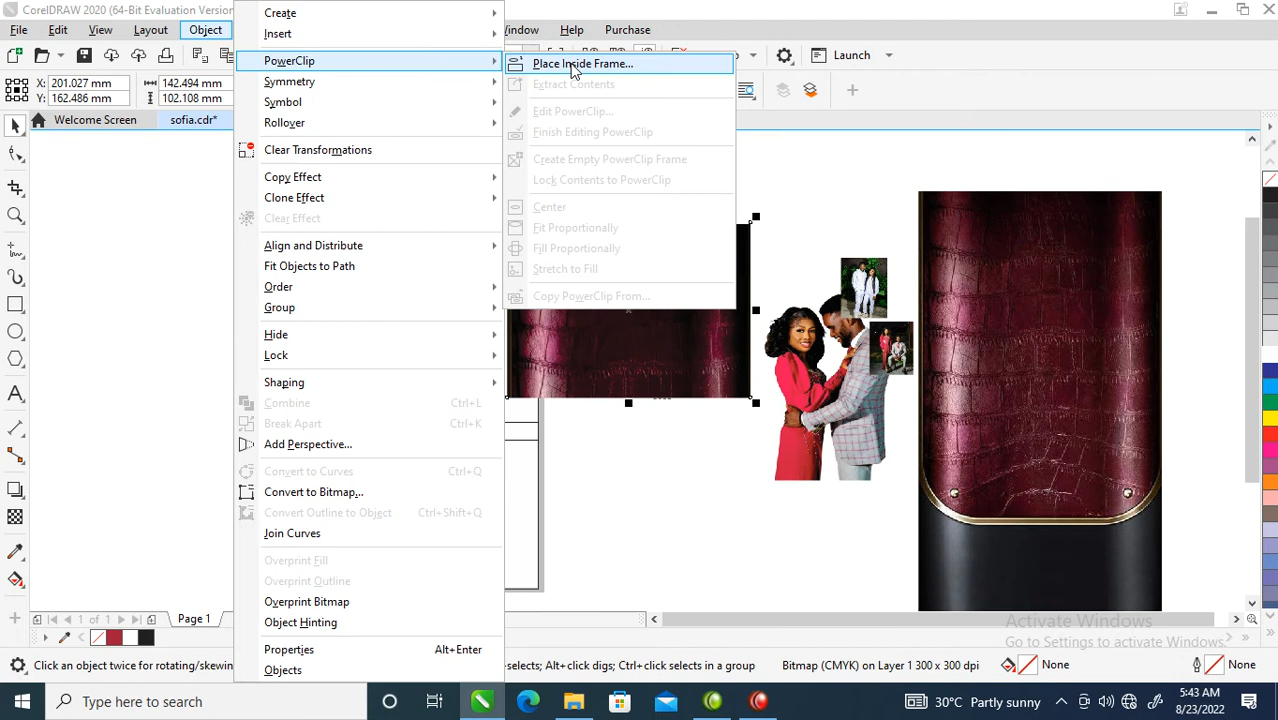 CorelDRAW 2020 (64-Bit Evaluation Versio
File
Edit
View
Layout
Object
indow
Help
Purchase
Launch
X: 201.027 mm
Y: 162.486 mm
142.494 mm
102.108 mm
Welcome Screen
sofia.cdr*
Create
Insert
PowerClip
Symmetry
Symbol
Rollover
Clear Transformations
Copy Effect
Clone Effect
Clear Effect
Align and Distribute
Fit Objects to Path
Order
Group
Hide
Lock
Shaping
Combine Ctrl+L
Break Apart Ctrl+K
Add Perspective...
Convert to Curves Ctrl+Q
Convert to Bitmap...
Convert Outline to Object Ctrl+Shift+Q
Join Curves
Overprint Fill
Overprint Outline
Overprint Bitmap
Object Hinting
Properties Alt+Enter
Objects
Place Inside Frame...
Extract Contents
Edit PowerClip...
Finish Editing PowerClip
Create Empty PowerClip Frame
Lock Contents to PowerClip
Center
Fit Proportionally
Fill Proportionally
Stretch to Fill
Copy PowerClip From...
1 of 1
Page 1
Activate Windows
Go to Settings to activate Windows.
Click an object twice for rotating/skewin
-selects; Alt+click digs; Ctrl+click selects in a group
Bitmap (CMYK) on Layer 1 300 x 300 dpi
None
None
Type here to search
30°C Partly sunny
5:43 AM
8/23/2022